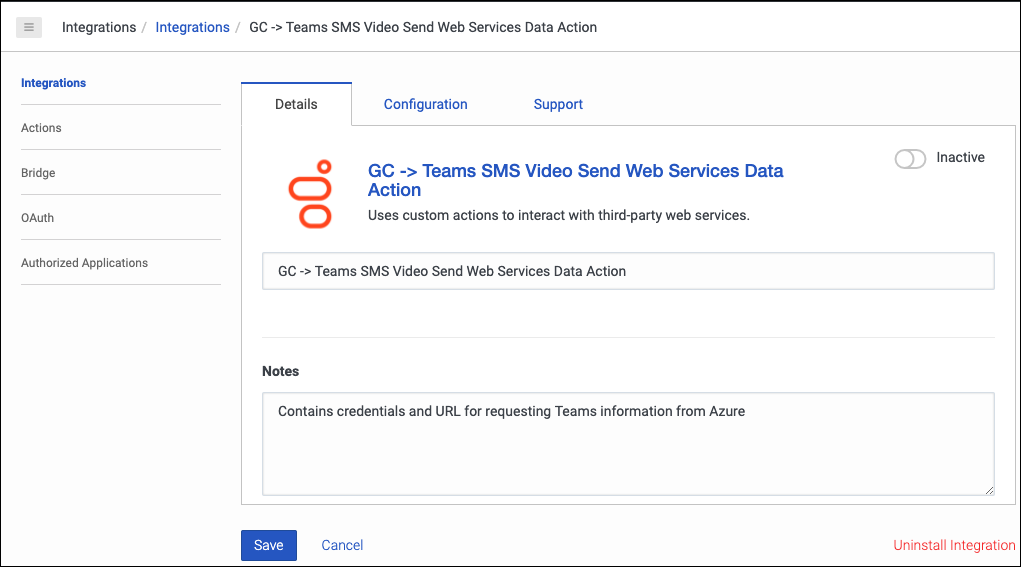 Integrations / Integrations / GC -> Teams SMS Video Send Web Services Data Action
Integrations
Actions
Bridge
OAuth
Authorized Applications
Details Configuration Support
Inactive
GC -> Teams SMS Video Send Web Services Data
Action
Uses custom actions to interact with third-party web services.
GC -> Teams SMS Video Send Web Services Data Action
Notes
Contains credentials and URL for requesting Teams information from Azure
Save Cancel Uninstall Integration